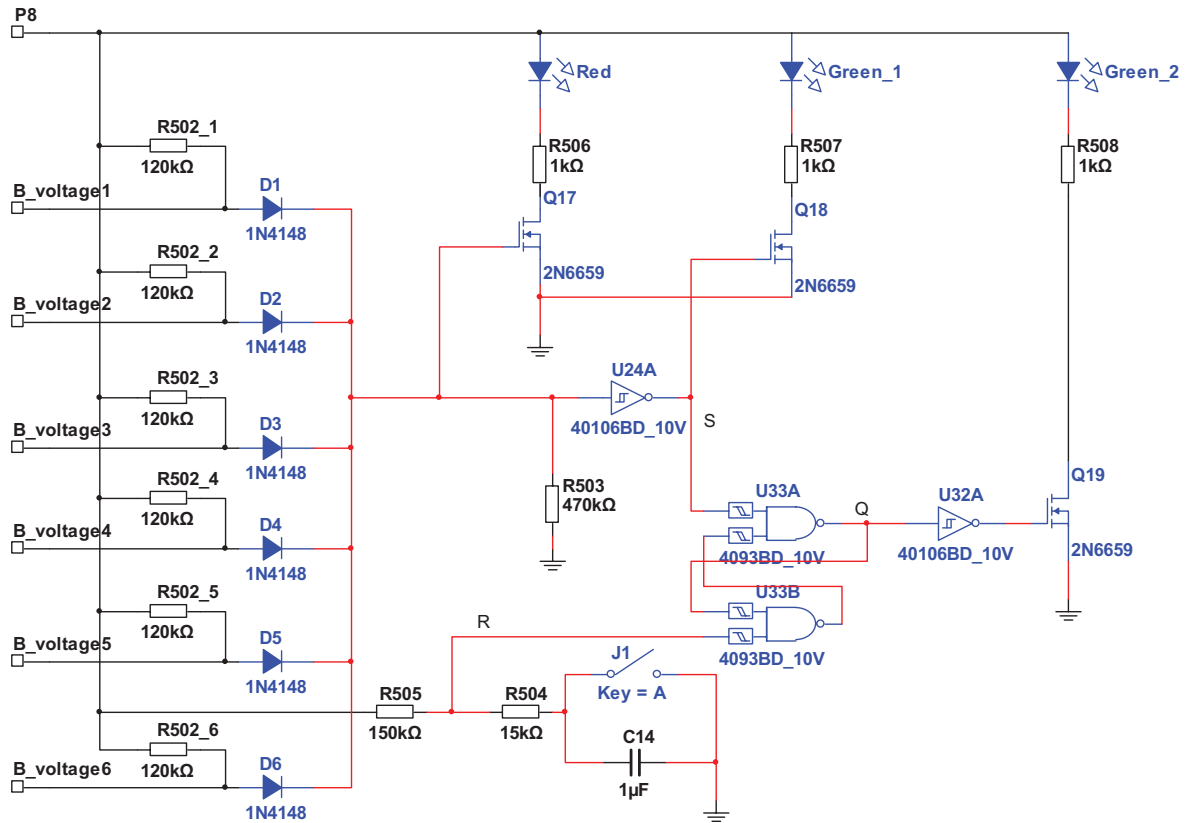 P8
Red
Green_1
Green_2
R502_1
120kΩ
R506
1kΩ
R507
1kΩ
R508
1kΩ
B_voltage1
D1
1N4148
Q17
2N6659
Q18
2N6659
R502_2
120kΩ
B_voltage2
D2
1N4148
R502_3
120kΩ
B_voltage3
D3
1N4148
U24A
40106BD_10V
S
R503
470kΩ
R502_4
120kΩ
B_voltage4
D4
1N4148
U33A
4093BD_10V
Q
U32A
40106BD_10V
Q19
2N6659
U33B
4093BD_10V
R502_5
120kΩ
B_voltage5
D5
1N4148
R
J1
Key = A
R505
150kΩ
R504
15kΩ
C14
1µF
R502_6
120kΩ
B_voltage6
D6
1N4148